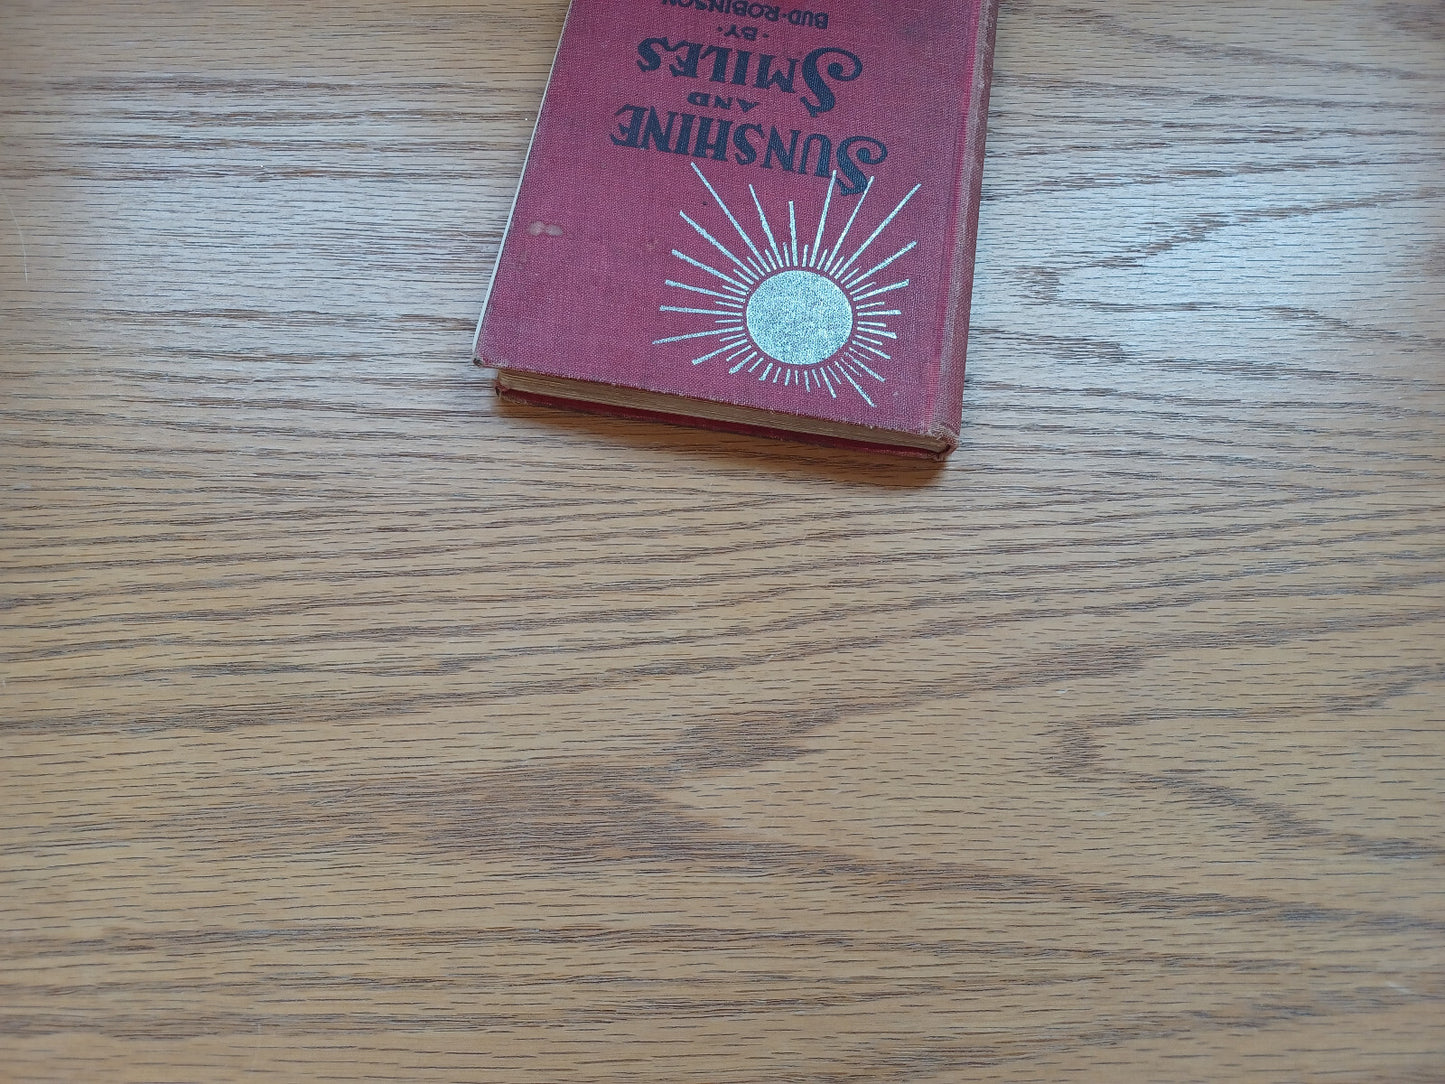 SUNSHINE
AND
SMILES
·BY·
BUD·ROBINSON